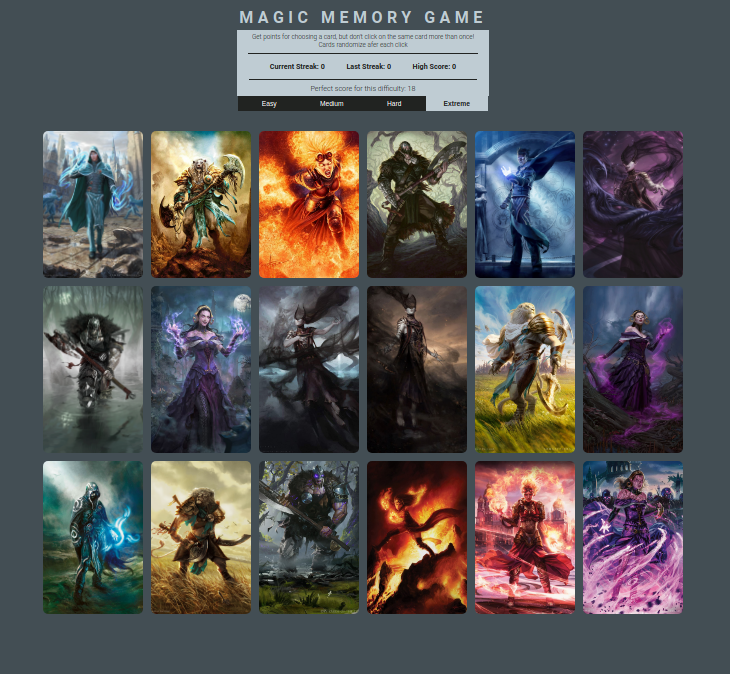 MAGIC MEMORY GAME
Get points for choosing a card, but don't click on the same card more than once!
Cards randomize afer each click
Current Streak: 0 Last Streak: 0 High Score: 0
Perfect score for this difficulty: 18
Easy Medium Hard Extreme